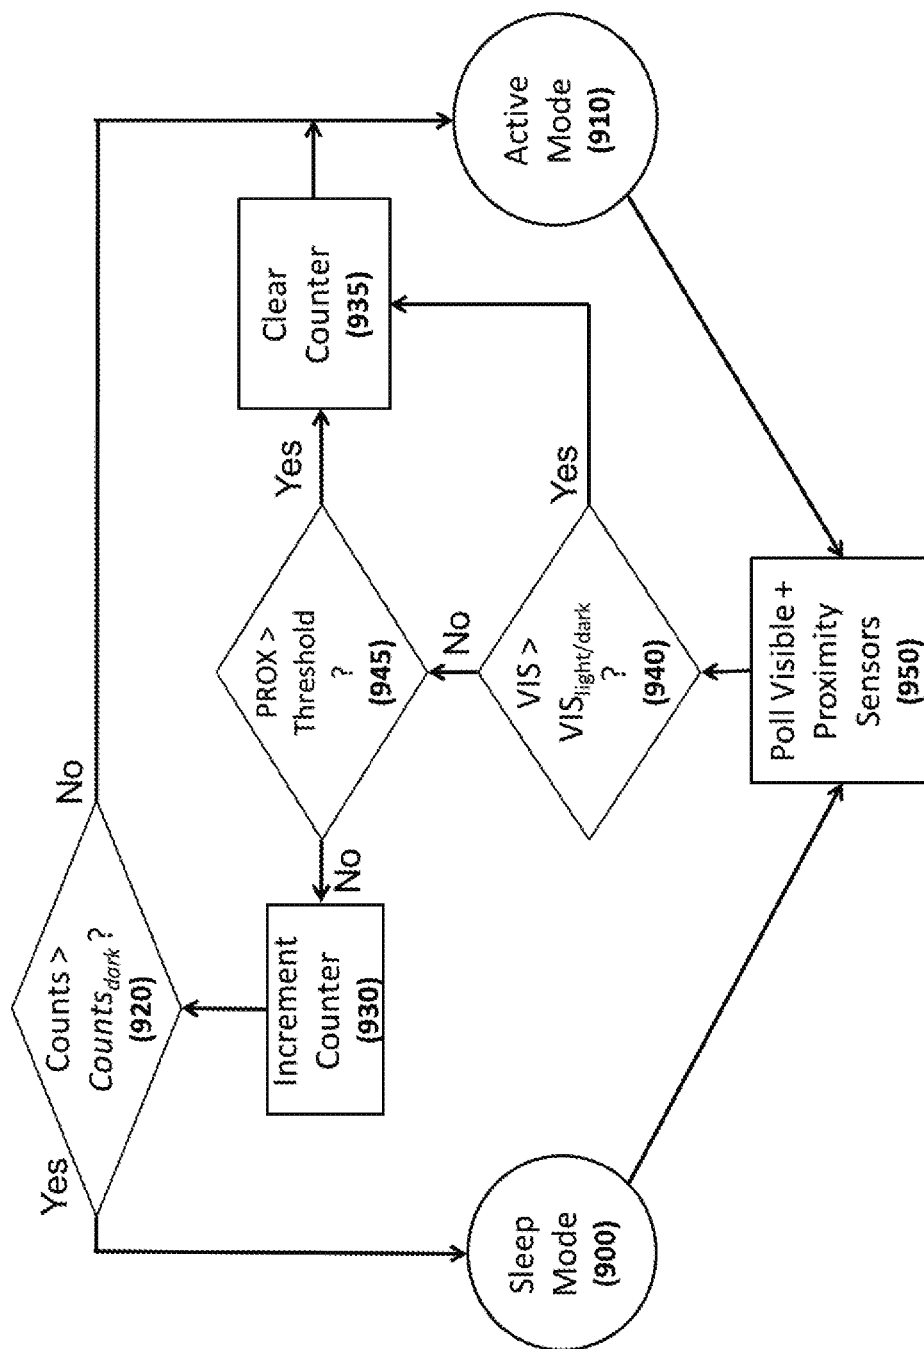 Yes
Counts >
Counts_dark ?
(920)
No
Increment
Counter
(930)
No
PROX >
Threshold
?
(945)
Yes
Clear
Counter
(935)
No
VIS >
VIS_light/dark
?
(940)
Yes
Sleep
Mode
(900)
Active
Mode
(910)
Poll Visible +
Proximity
Sensors
(950)